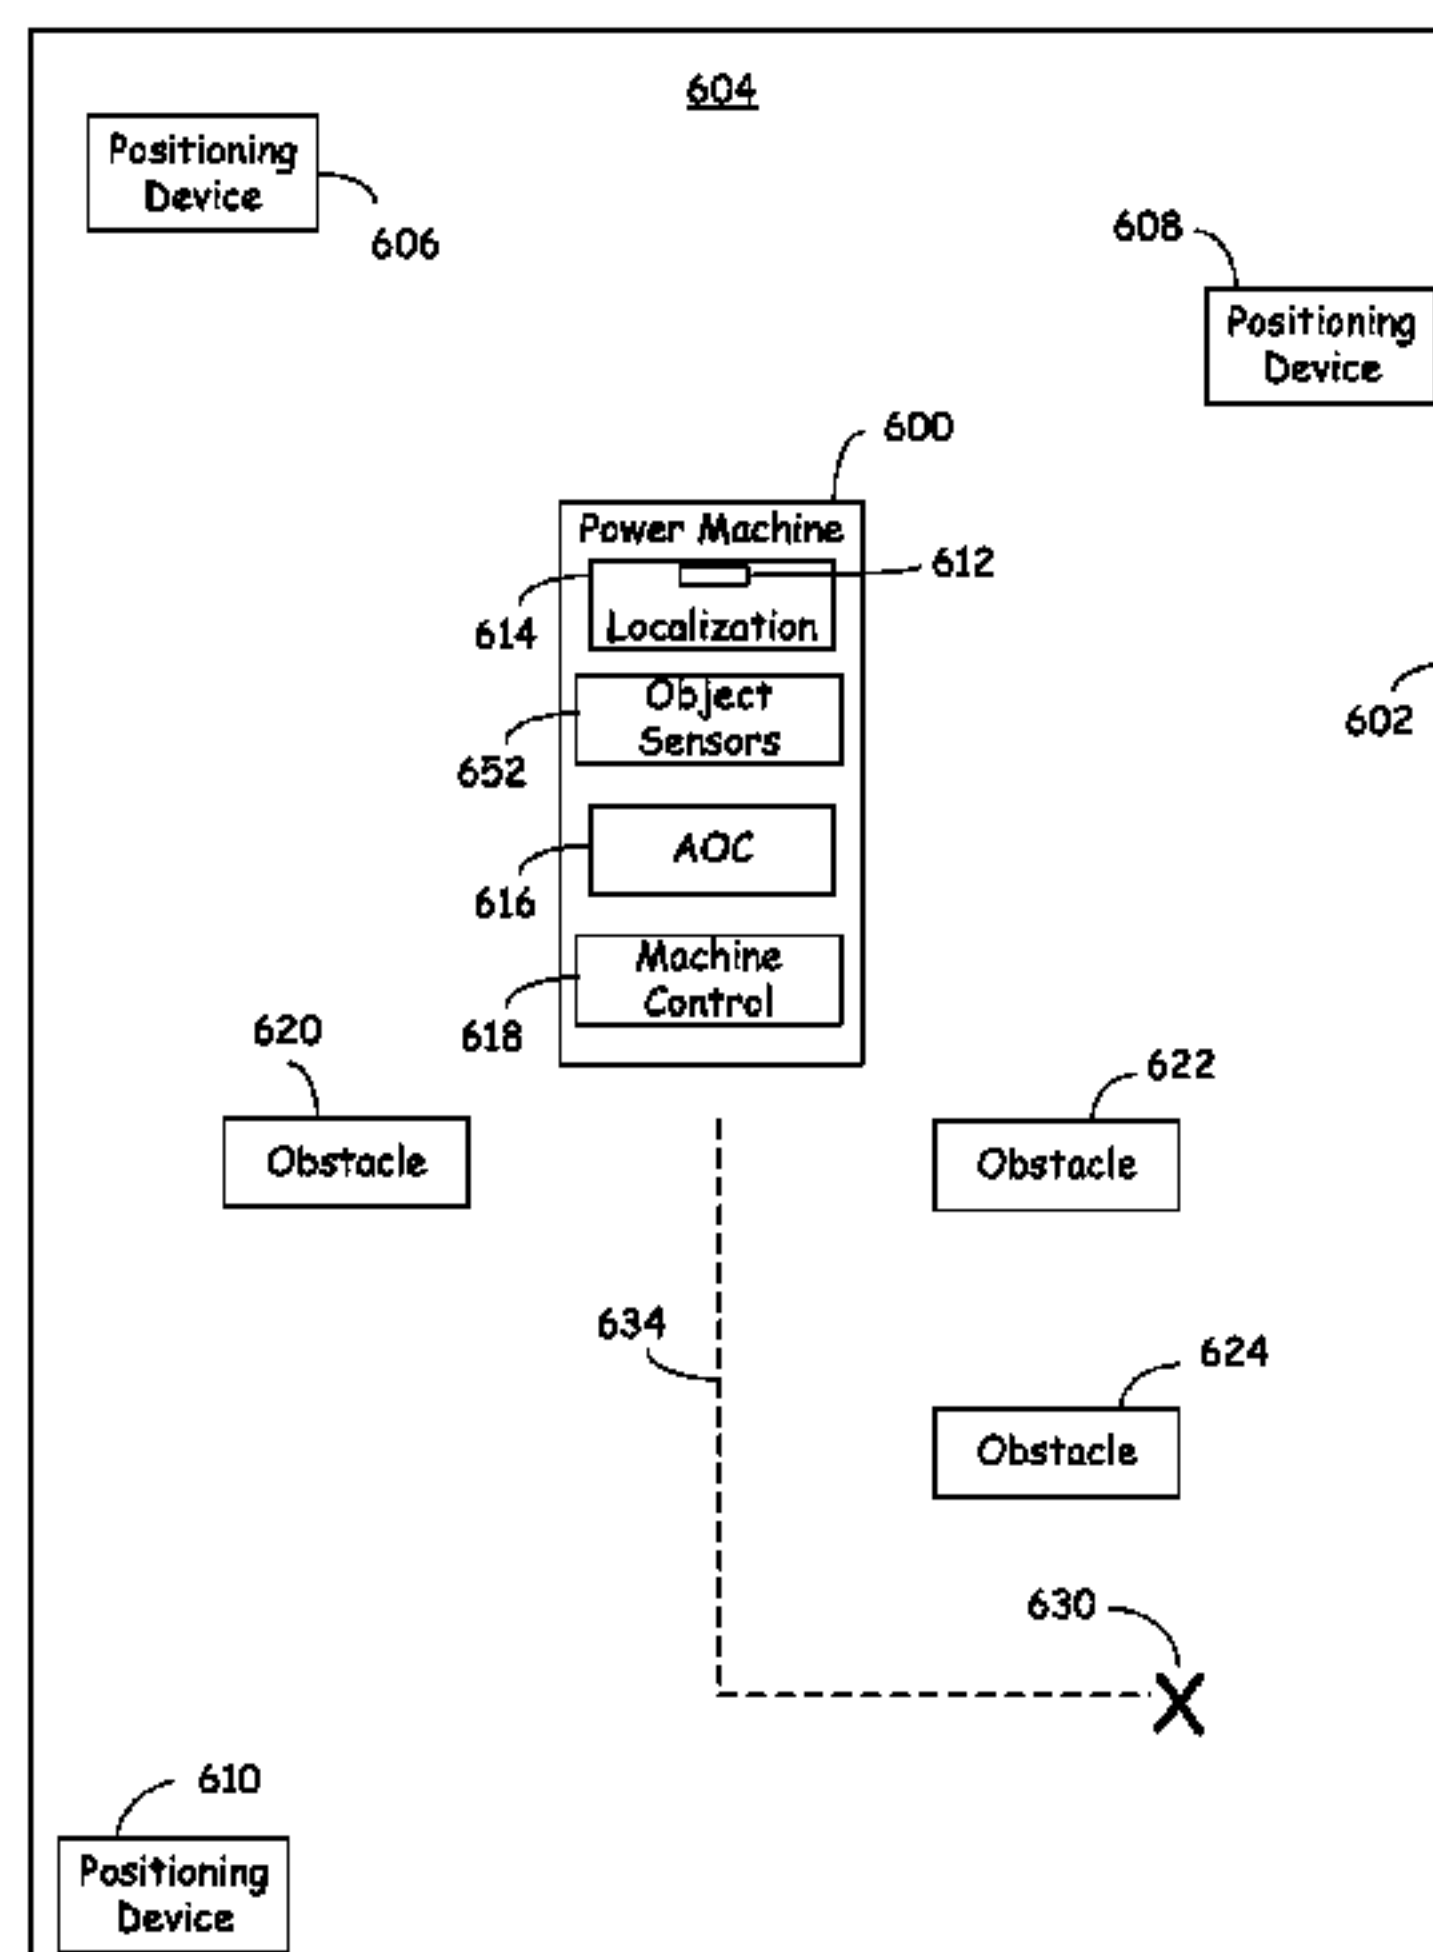 604
Positioning
Device
606
608
Positioning
Device
600
Power Machine
612
614
Localization
602
Object
Sensors
652
AOC
616
Machine
Control
618
620
622
Obstacle
Obstacle
634
624
Obstacle
630
610
Positioning
Device